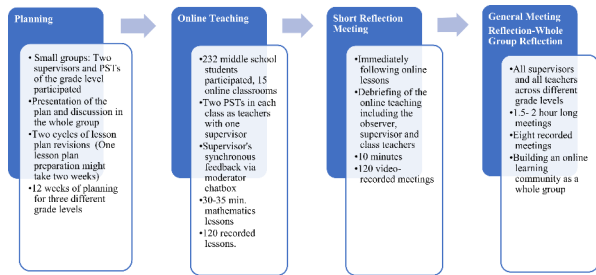 Planning
•Small groups: Two
supervisors and PSTs
of the grade level
participated
•Presentation of the
plan and discussion in
the whole group
•Two cycles of lesson
plan revisions (One
lesson plan
preparation might
take two weeks)
•12 weeks of planning
for three different
grade levels
Online Teaching
•232 middle school
students
participated, 15
online classrooms
•Two PSTs in each
class as teachers
with one
supervisor
•Supervisor's
synchronous
feedback via
moderator
chatbox
•30-35 min.
mathematics
lessons
•120 recorded
lessons.
Short Reflection
Meeting
•Immediately
following online
lessons
•Debriefing of the
online teaching
including the
observer,
supervisor and
class teachers
•10 minutes
•120 video-
recorded meetings
General Meeting
Reflection-Whole
Group Reflection
•All supervisors
and all teachers
across different
grade levels
•1.5- 2 hour long
meetings
•Eight recorded
meetings
•Building an online
learning
community as a
whole group